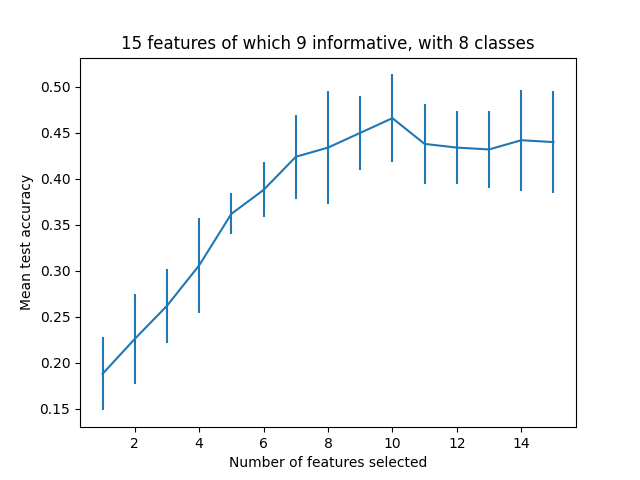 15 features of which 9 informative, with 8 classes
0.50
0.45
0.40
0.35
0.30
0.25
0.20
0.15
Mean test accuracy
2 4 6 8 10 12 14
Number of features selected